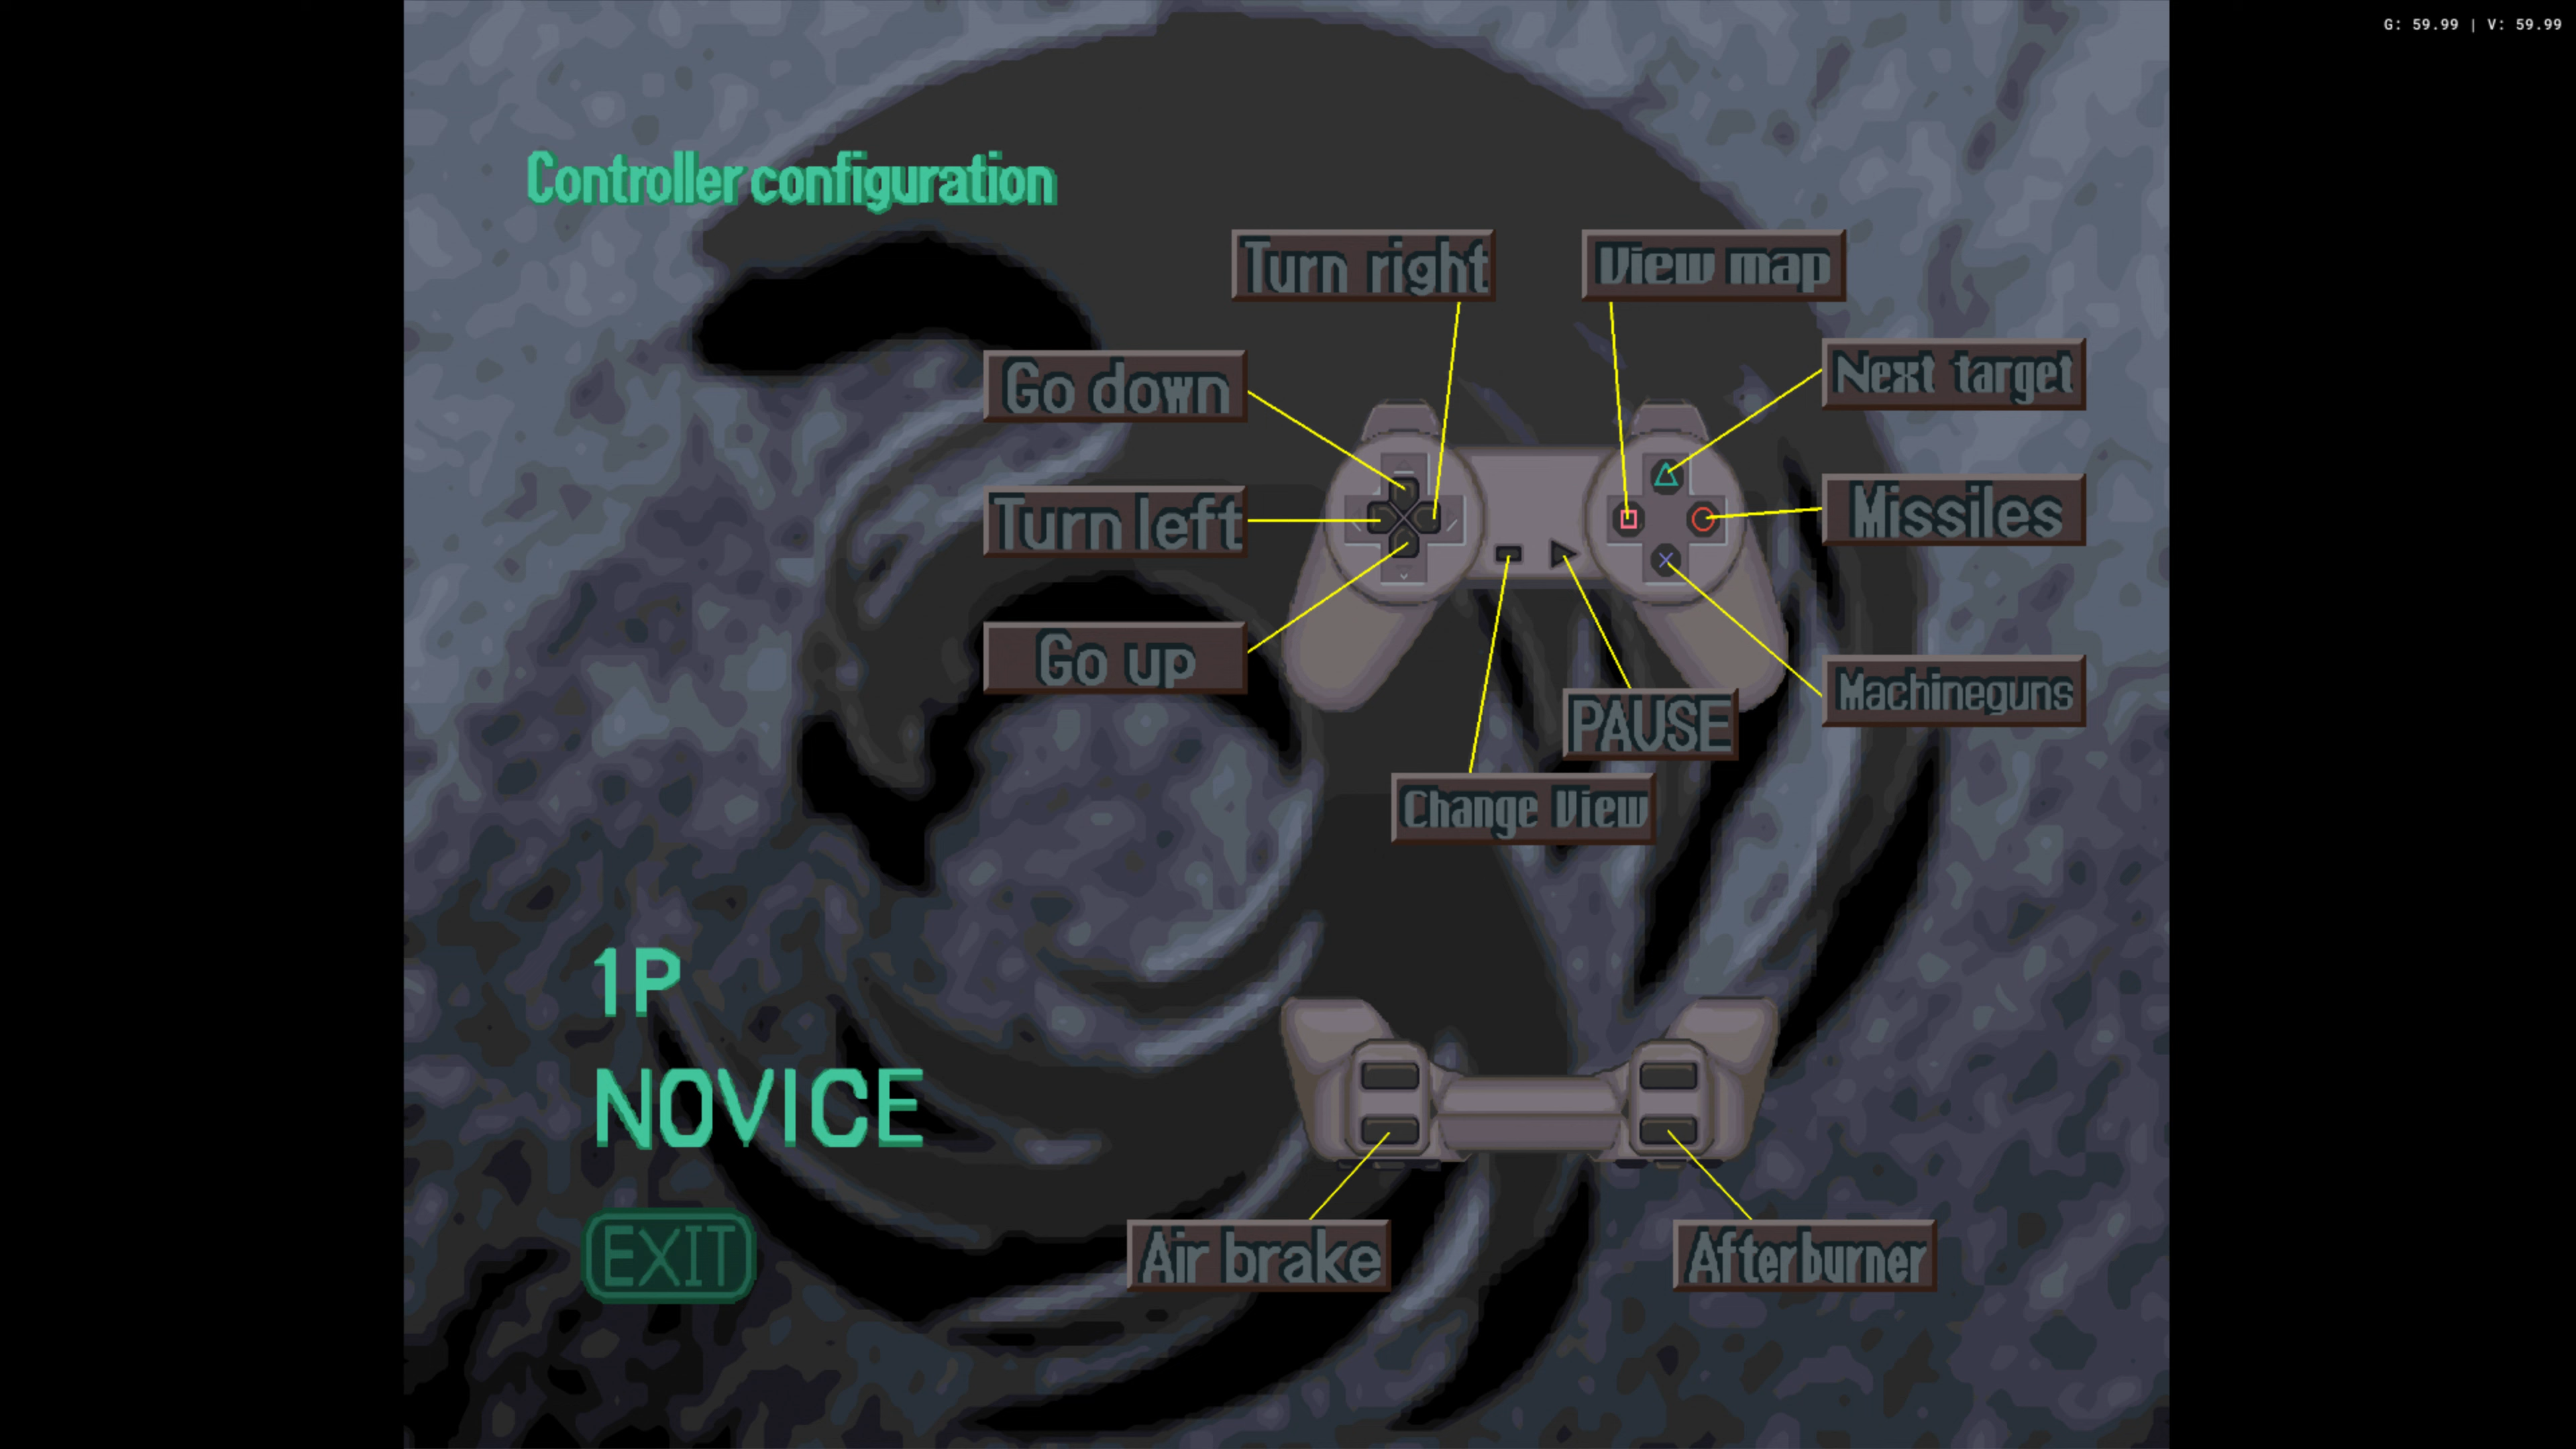 G: 59.99 | V: 59.99
Controller configuration
Turn right
View map
Go down
Next target
Turn left
Missiles
Go up
Machineguns
PAUSE
Change View
1P
NOVICE
EXIT
Air brake
Afterburner